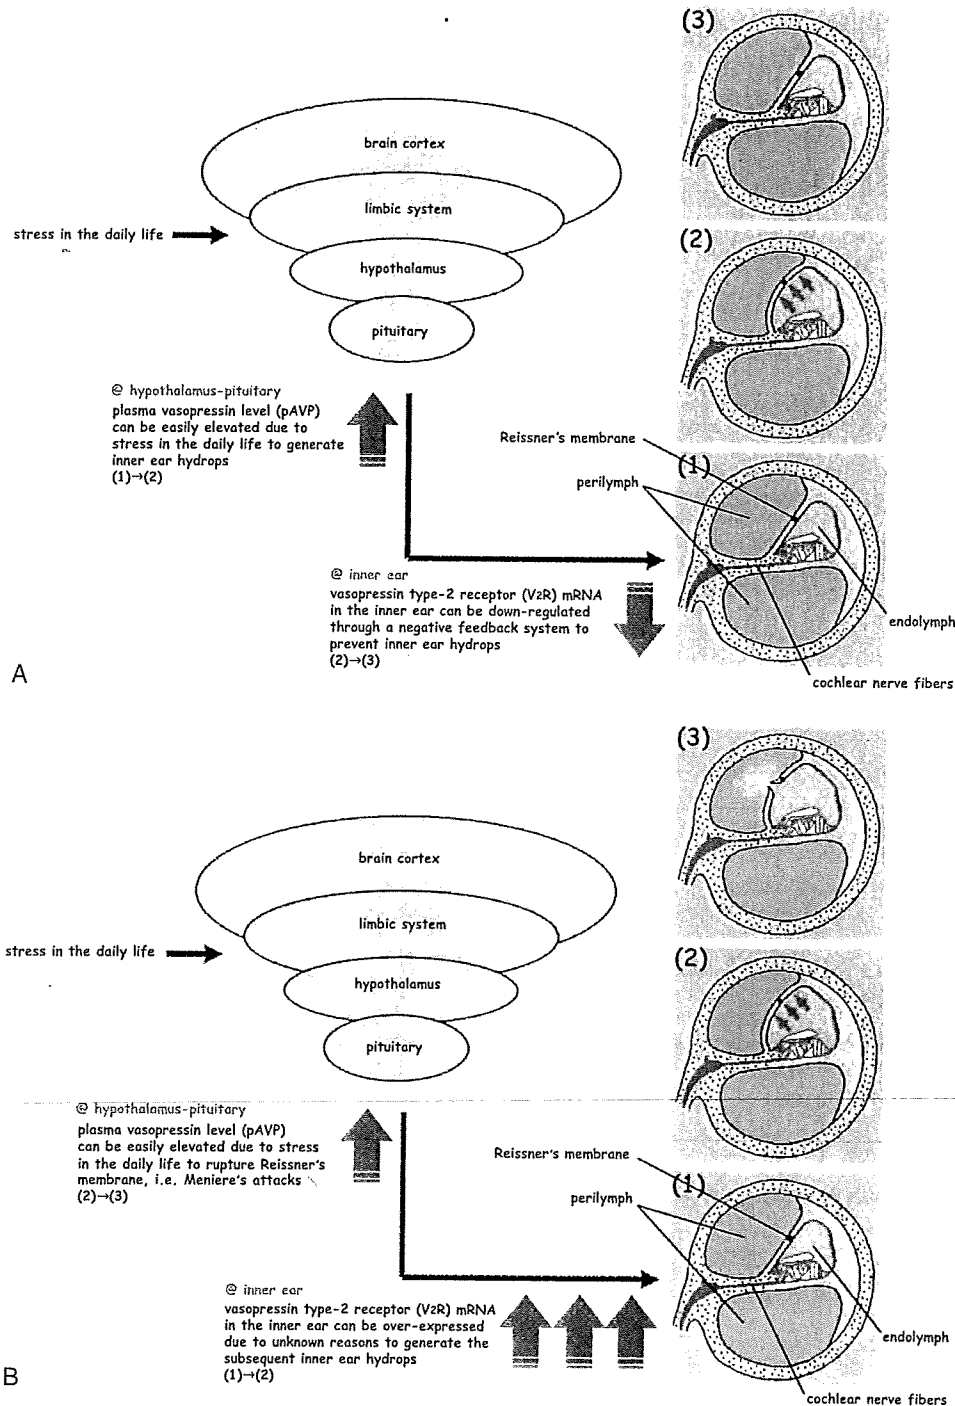 (3)
brain cortex
limbic system
stress in the daily life
hypothalamus
(2)
pituitary
@ hypothalamus-pituitary
plasma vasopressin level (pAVP)
can be easily elevated due to
stress in the daily life to generate
inner ear hydrops
(1)→(2)
Reissner's membrane
(1)
perilymph
@ inner ear
vasopressin type-2 receptor (V2R) mRNA
in the inner ear can be down-regulated
through a negative feedback system to
prevent inner ear hydrops
(2)→(3)
endolymph
cochlear nerve fibers
A
(3)
brain cortex
limbic system
stress in the daily life
hypothalamus
(2)
pituitary
@ hypothalamus-pituitary
plasma vasopressin level (pAVP)
can be easily elevated due to stress
in the daily life to rupture Reissner's
membrane, i.e. Meniere's attacks
(2)→(3)
Reissner's membrane
(1)
perilymph
@ inner ear
vasopressin type-2 receptor (V2R) mRNA
in the inner ear can be over-expressed
due to unknown reasons to generate the
subsequent inner ear hydrops
(1)→(2)
endolymph
cochlear nerve fibers
B